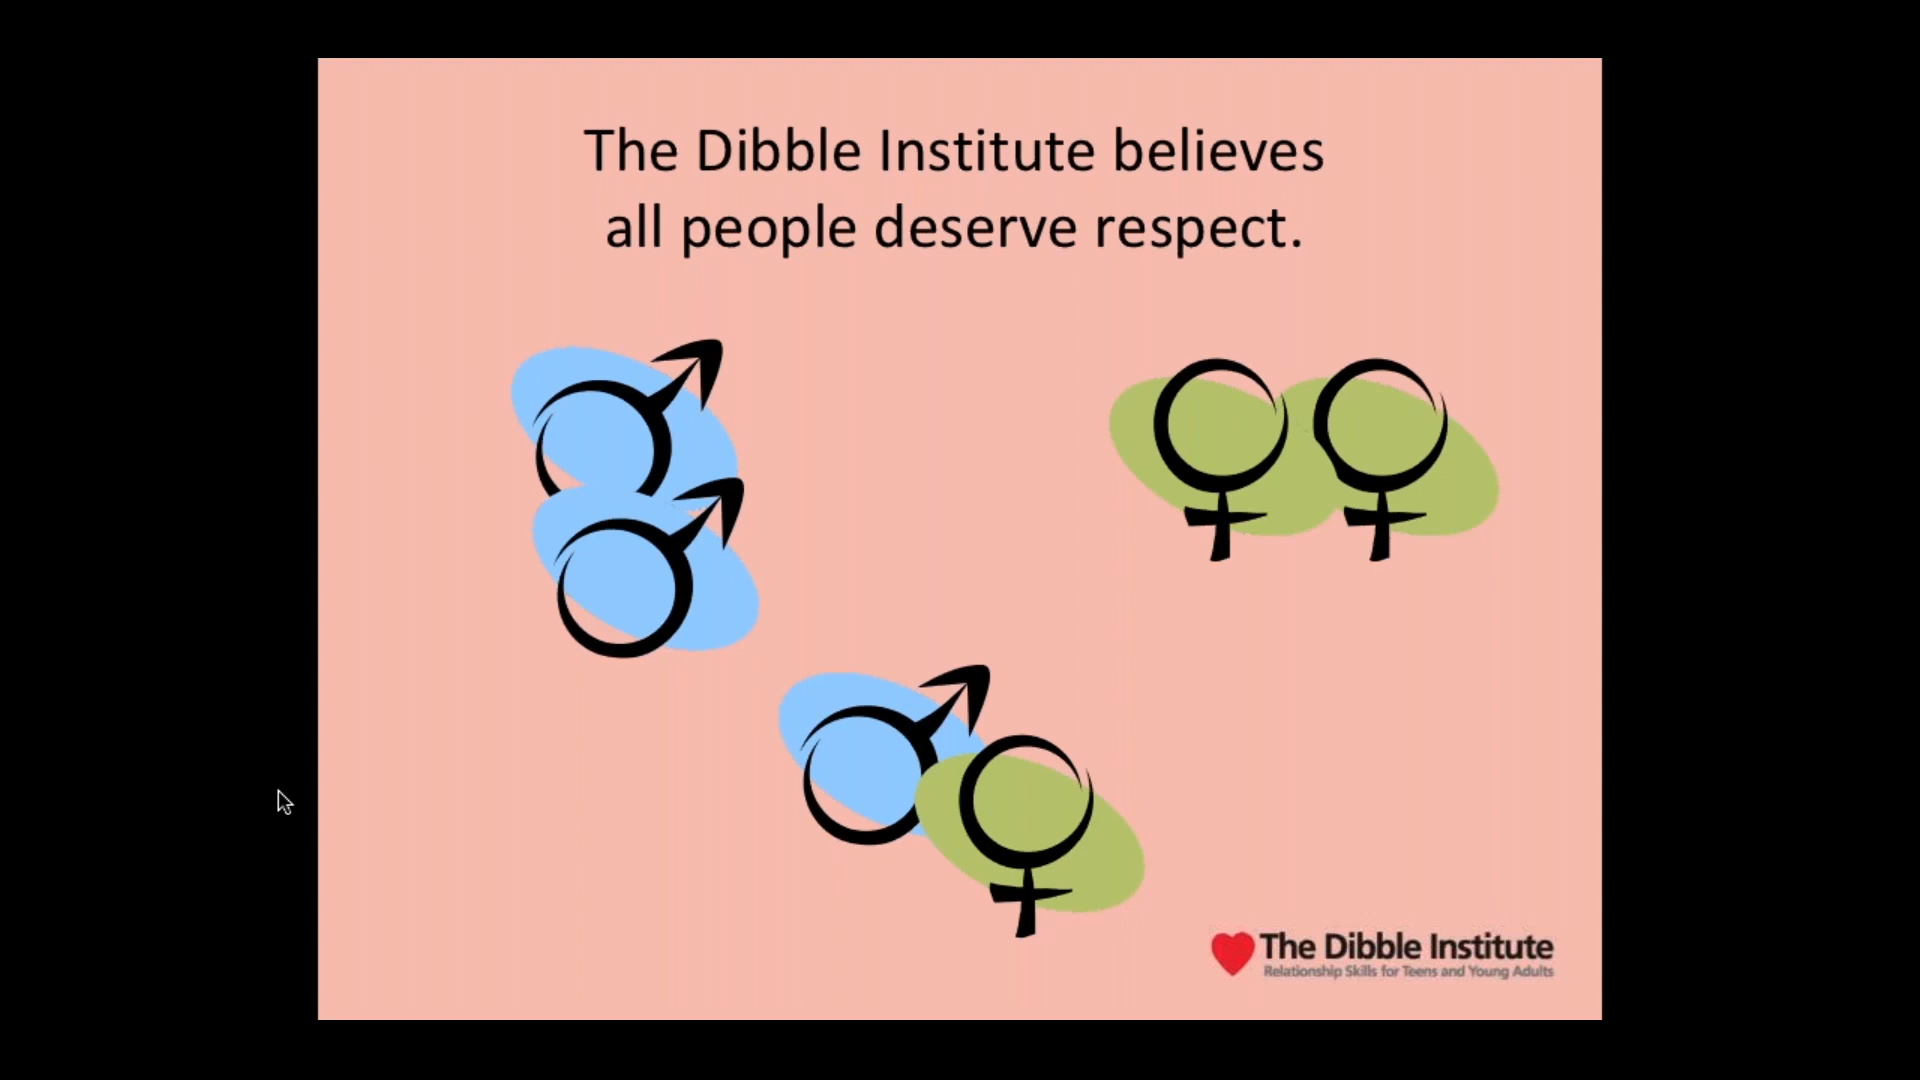 The Dibble Institute believes
all people deserve respect.
The Dibble Institute
Relationship Skills for Teens and Young Adults